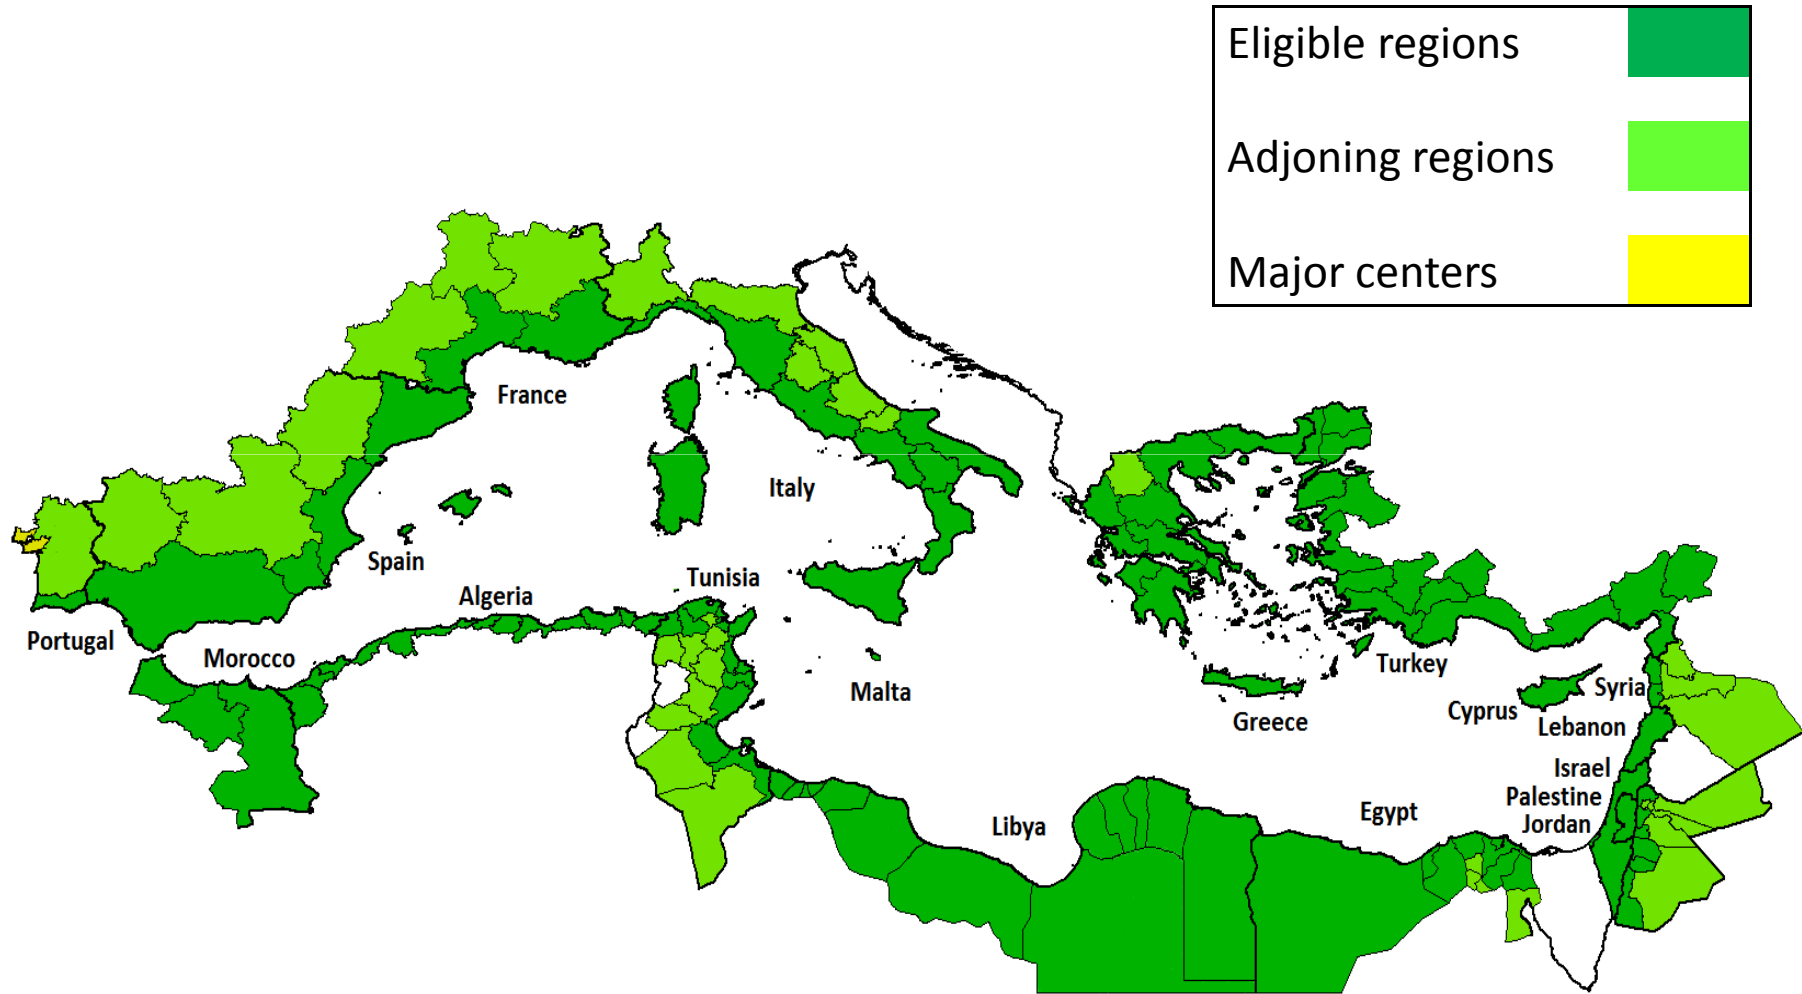 Eligible regions
Adjoning regions
Major centers
France
Italy
Spain
Tunisia
Algeria
Portugal
Morocco
Malta
Turkey
Greece
Cyprus
Syria
Lebanon
Israel
Palestine
Jordan
Egypt
Libya